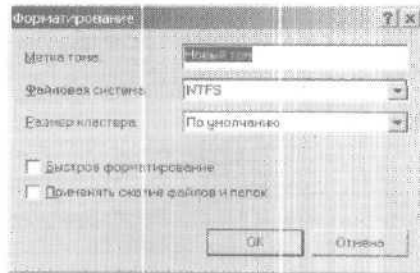 Форматирование
Метка тома: Новый том
Файловая система: NTFS
Размер кластера: По умолчанию
Быстрое форматирование
Применять сжатие файлов и папок
OK Отмена